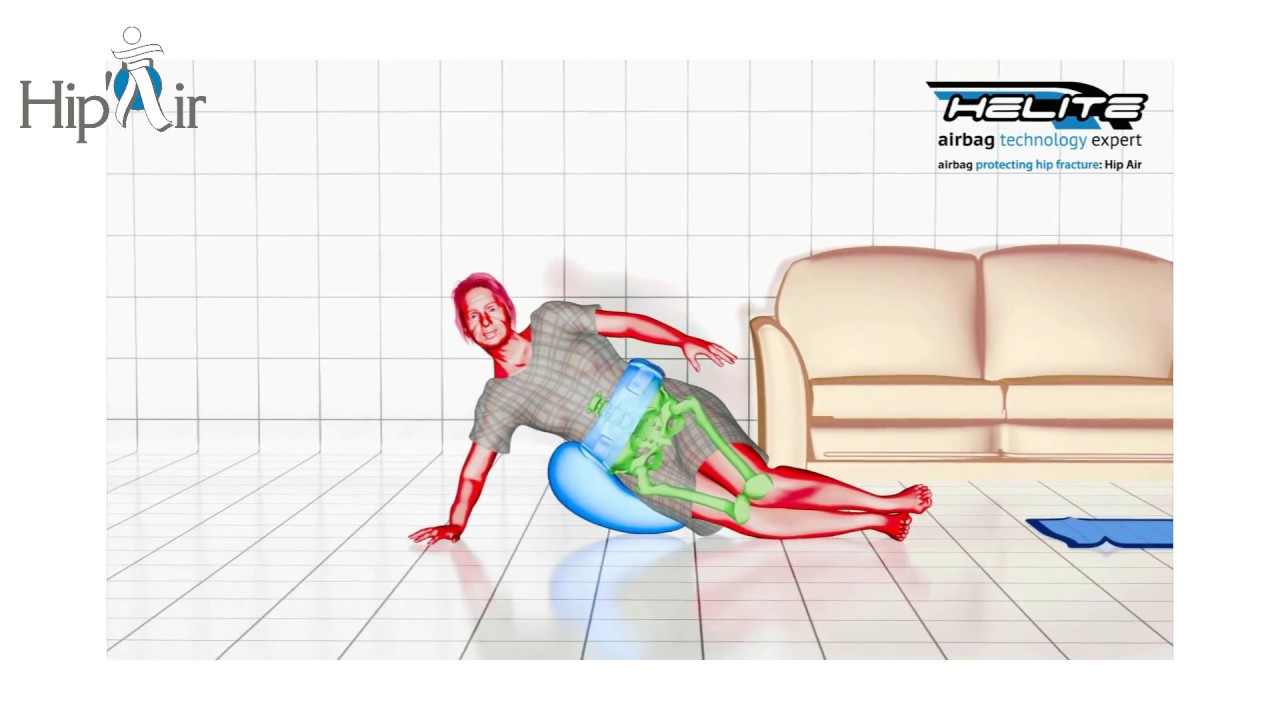 Hip'Air
HELITE
airbag technology expert
airbag protecting hip fracture: Hip Air